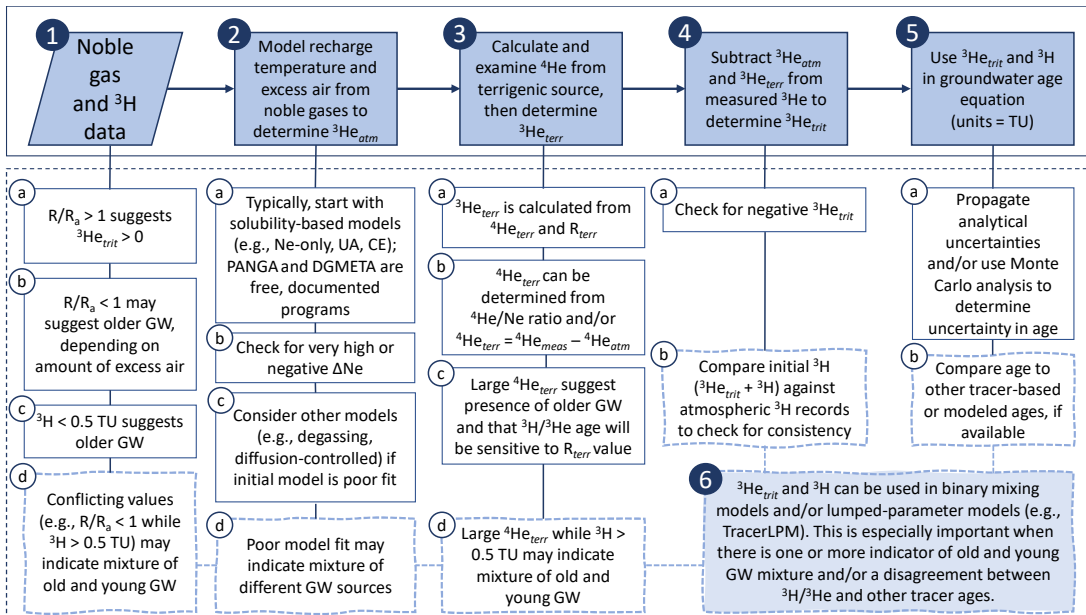 1
Noble
gas
and ³H
data
2
Model recharge
temperature and
excess air from
noble gases to
determine ³He_atm
3
Calculate and
examine ⁴He from
terrigenic source,
then determine
³He_terr
4
Subtract ³He_atm
and ³He_terr from
measured ³He to
determine ³He_trit
5
Use ³He_trit and ³H
in groundwater age
equation
(units = TU)
a
R/R_a > 1 suggests
³He_trit > 0
b
R/R_a < 1 may
suggest older GW,
depending on
amount of excess air
c
³H < 0.5 TU suggests
older GW
d
Conflicting values
(e.g., R/R_a < 1 while
³H > 0.5 TU) may
indicate mixture of
old and young GW
a
Typically, start with
solubility-based models
(e.g., Ne-only, UA, CE);
PANGA and DGMETA are
free, documented
programs
b
Check for very high or
negative ΔNe
c
Consider other models
(e.g., degassing,
diffusion-controlled) if
initial model is poor fit
d
Poor model fit may
indicate mixture of
different GW sources
a
³He_terr is calculated from
⁴He_terr and R_terr
b
⁴He_terr can be
determined from
⁴He/Ne ratio and/or
⁴He_terr = ⁴He_meas – ⁴He_atm
c
Large ⁴He_terr suggest
presence of older GW
and that ³H/³He age will
be sensitive to R_terr value
d
Large ⁴He_terr while ³H >
0.5 TU may indicate
mixture of old and
young GW
a
Check for negative ³He_trit
b
Compare initial ³H
(³He_trit + ³H) against
atmospheric ³H records
to check for consistency
a
Propagate
analytical
uncertainties
and/or use Monte
Carlo analysis to
determine
uncertainty in age
b
Compare age to
other tracer-based
or modeled ages, if
available
6
³He_trit and ³H can be used in binary mixing
models and/or lumped-parameter models (e.g.,
TracerLPM). This is especially important when
there is one or more indicator of old and young
GW mixture and/or a disagreement between
³H/³He and other tracer ages.